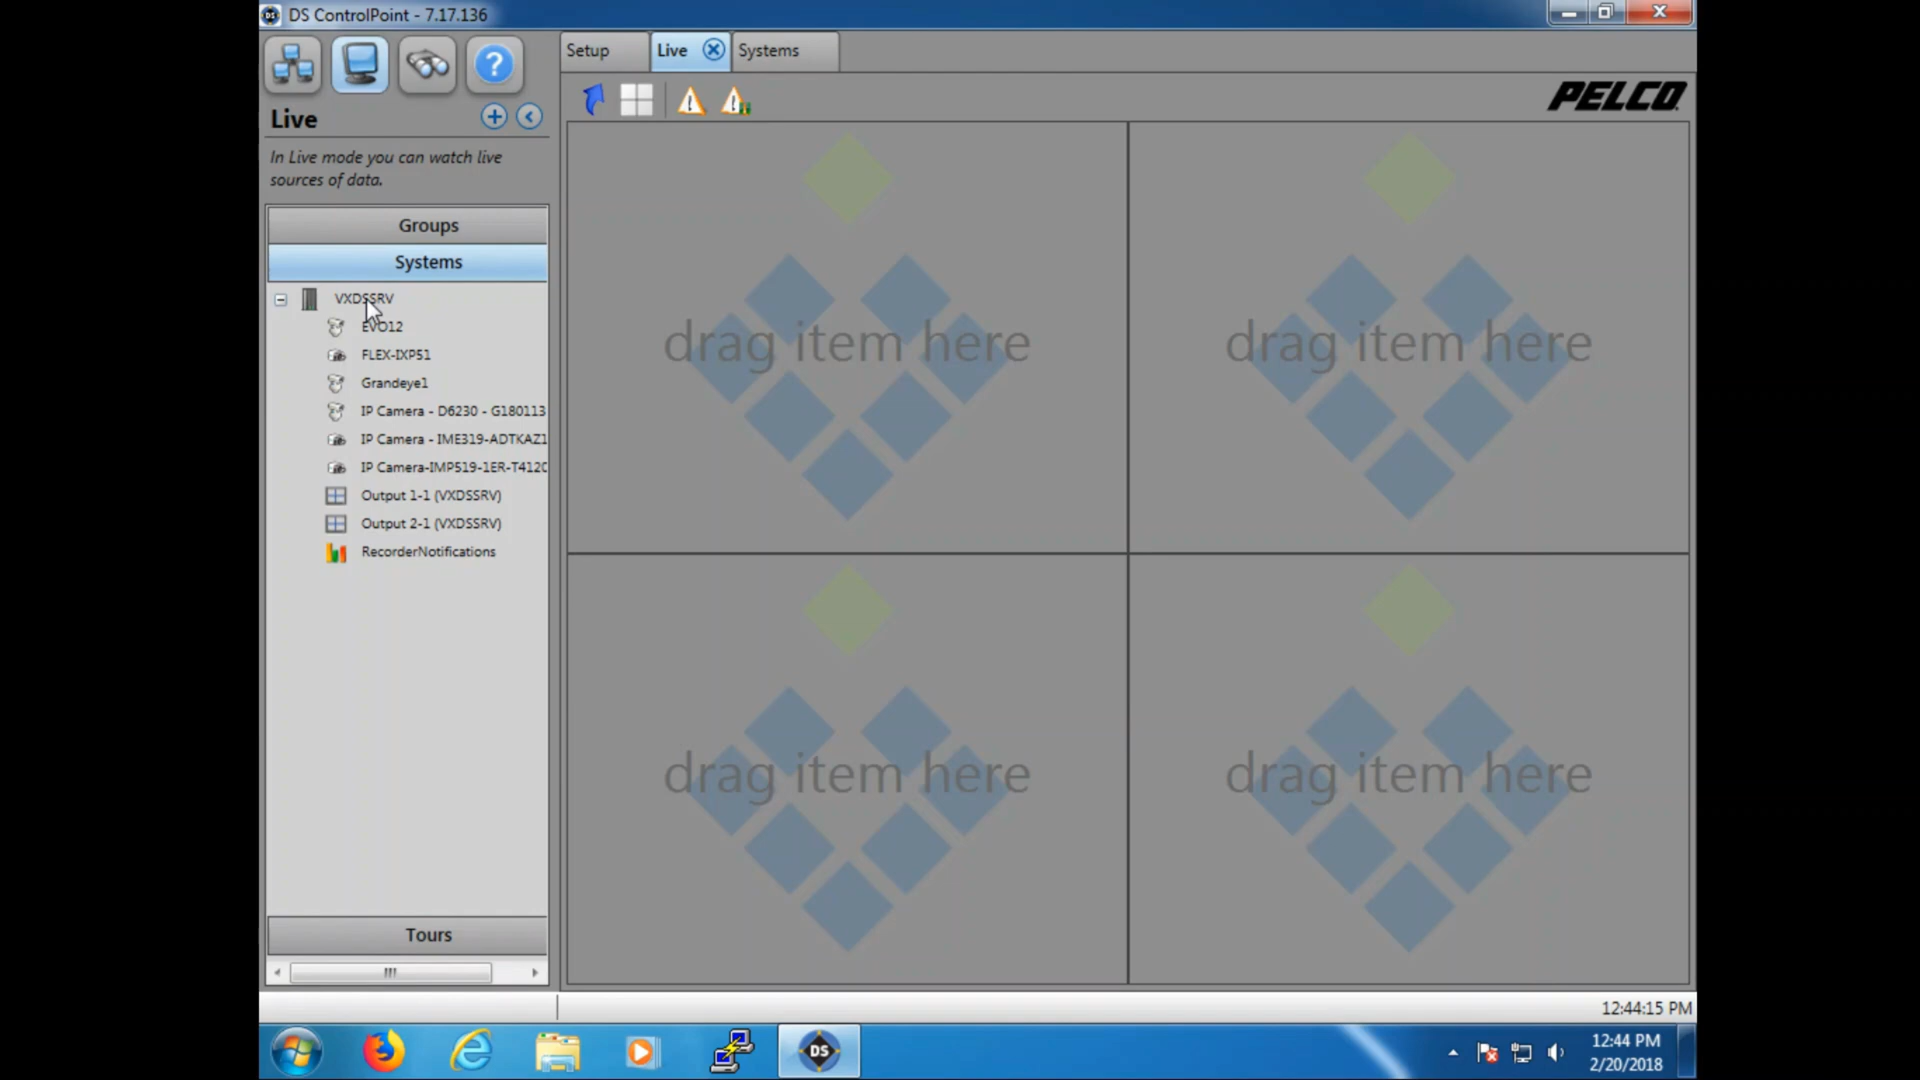 DS ControlPoint - 7.17.136
Setup
Live
Systems
PELCO
Live
In Live mode you can watch live
sources of data.
Groups
Systems
VXDSSRV
EVO12
FLEX-IXP51
Grandeye1
IP Camera - D6230 - G180113
IP Camera - IME319-ADTKAZ1
IP Camera-IMP519-1ER-T412C
Output 1-1 (VXDSSRV)
Output 2-1 (VXDSSRV)
RecorderNotifications
Tours
drag item here
drag item here
drag item here
drag item here
12:44:15 PM
DS
12:44 PM
2/20/2018